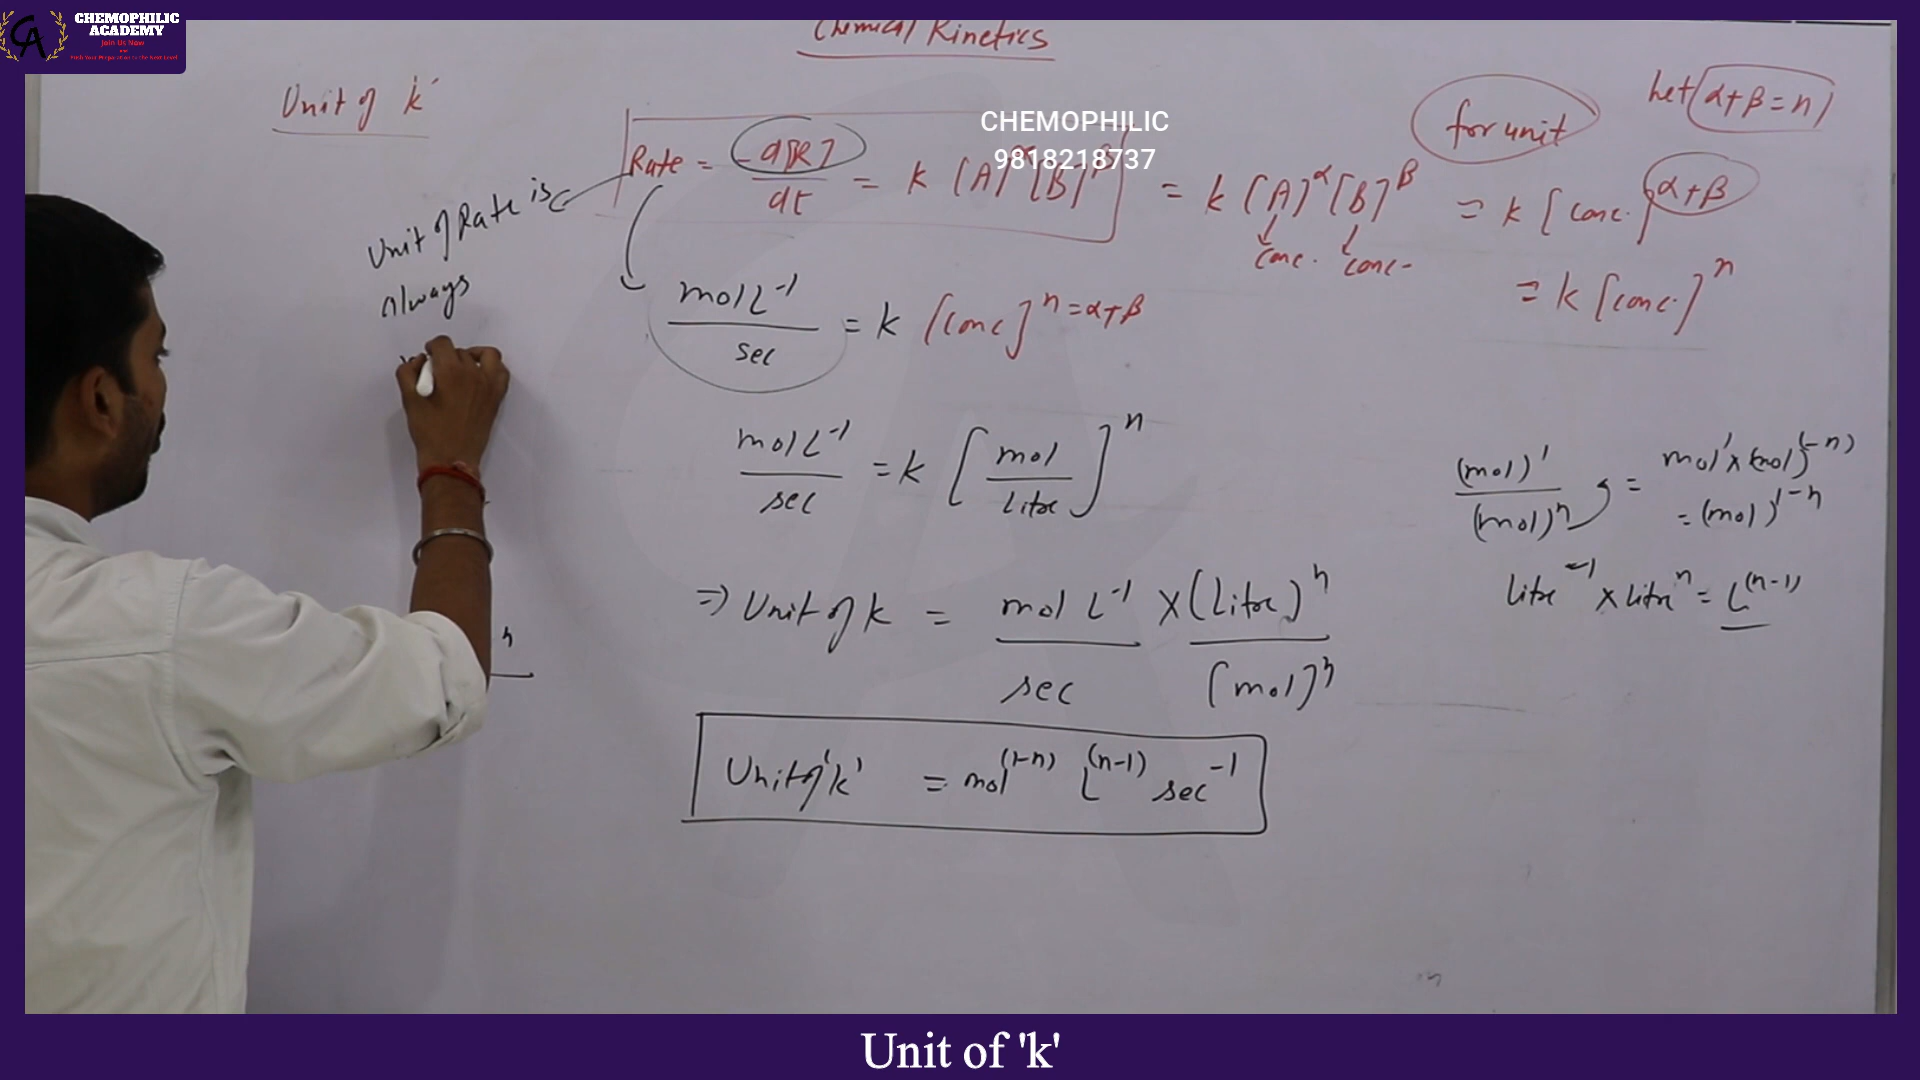 CHEMOPHILIC
ACADEMY
Join Us Now
Chemical Kinetics
Unit of 'k'
CHEMOPHILIC
9818218737
for unit
Let α+β=n
Rate = -d[R]/dt = k [A]^α [B]^β = k [A]^α [B]^β = k [conc.]^α+β
conc. conc.
= k [conc.]^n
Unit of Rate is
always
mol L^-1/sec = k [conc]^n=α+β
mol L^-1/sec = k [mol/Litre]^n
(mol)^1/(mol)^n = mol^1 × (mol)^(-n)
= (mol)^1-n
⇒ Unit of k = mol L^-1/sec × (Litre)^n/[mol]^n
litre^-1 × litre^n = L^(n-1)
n
Unit of 'k' = mol^(1-n) L^(n-1) sec^-1
Unit of 'k'